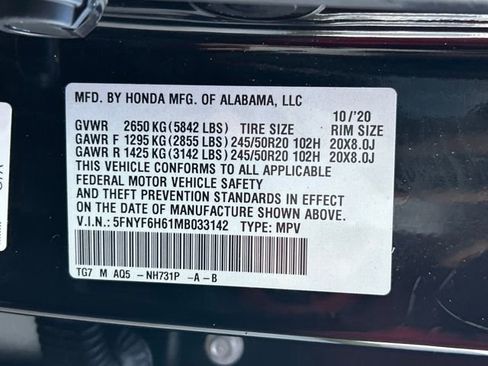 MFD. BY HONDA MFG. OF ALABAMA, LLC
10/'20
GVWR 2650 KG (5842 LBS) TIRE SIZE RIM SIZE
GAWR F 1295 KG (2855 LBS) 245/50R20 102H 20X8.0J
GAWR R 1425 KG (3142 LBS) 245/50R20 102H 20X8.0J
THIS VEHICLE CONFORMS TO ALL APPLICABLE
FEDERAL MOTOR VEHICLE SAFETY
AND THEFT PREVENTION STANDARDS IN EFFECT
ON THE DATE OF MANUFACTURE SHOWN ABOVE.
V.I.N.: 5FNYF6H61MB033142 TYPE: MPV
TG7 M AQ5 -NH731P -A-B